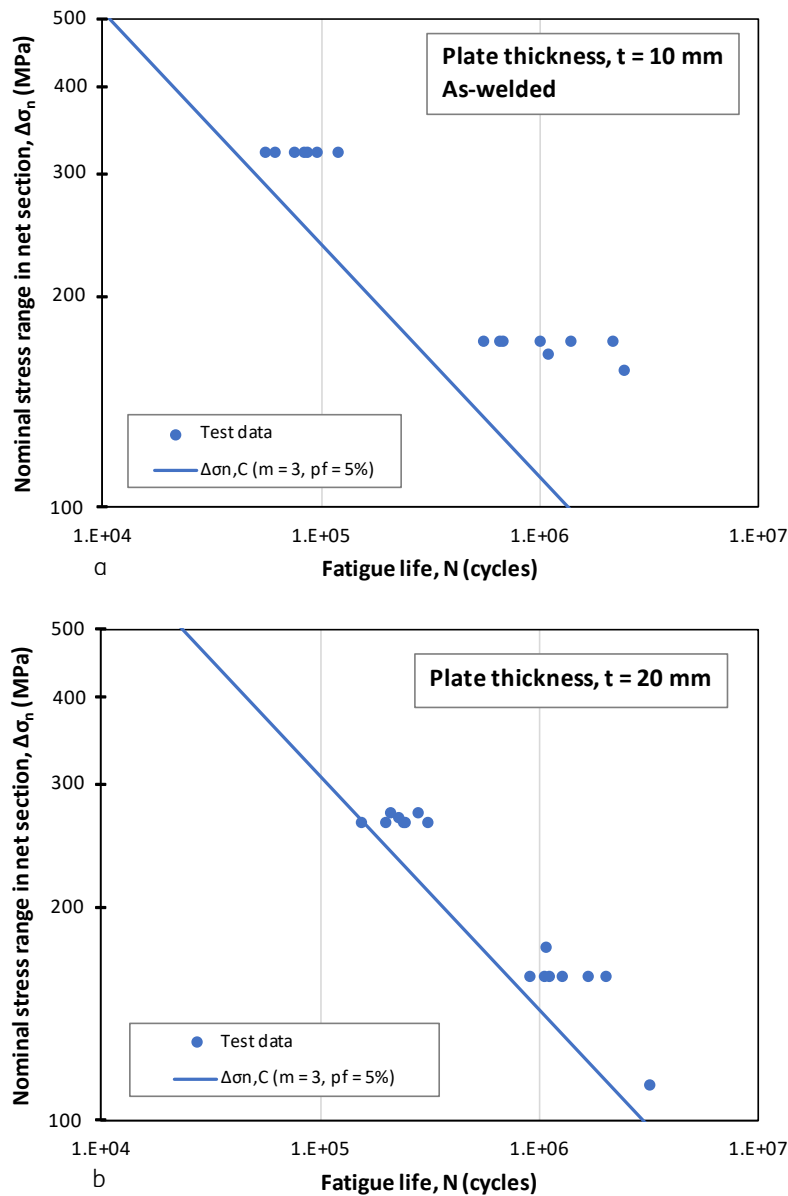 500
400
300
200
100
Nominal stress range in net section, Δσn (MPa)
Plate thickness, t = 10 mm
As-welded
Test data
Δσn,C (m = 3, pf = 5%)
1.E+04 1.E+05 1.E+06 1.E+07
a Fatigue life, N (cycles)
500
400
300
200
100
Nominal stress range in net section, Δσn (MPa)
Plate thickness, t = 20 mm
Test data
Δσn,C (m = 3, pf = 5%)
1.E+04 1.E+05 1.E+06 1.E+07
b Fatigue life, N (cycles)